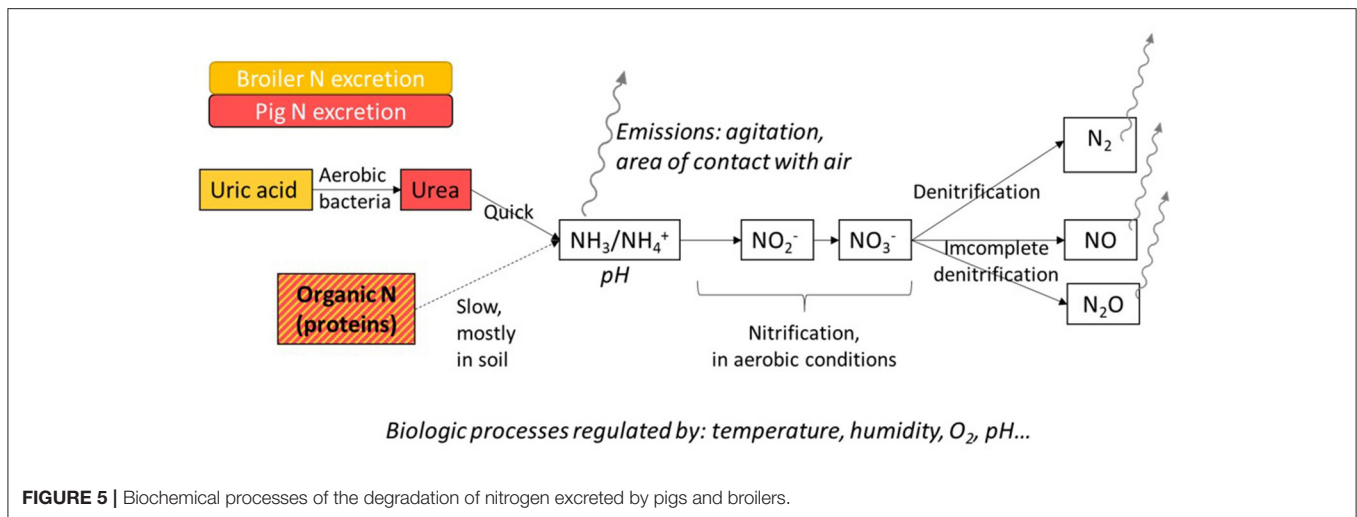 Broiler N excretion
Pig N excretion
Emissions: agitation,
area of contact with air
Uric acid
Aerobic
bacteria
Urea
Quick
Organic N
(proteins)
Slow,
mostly
in soil
NH₃/NH₄⁺
pH
NO₂⁻
NO₃⁻
Nitrification,
in aerobic conditions
Denitrification
Imcomplete
denitrification
N₂
NO
N₂O
Biologic processes regulated by: temperature, humidity, O₂, pH...
FIGURE 5 | Biochemical processes of the degradation of nitrogen excreted by pigs and broilers.